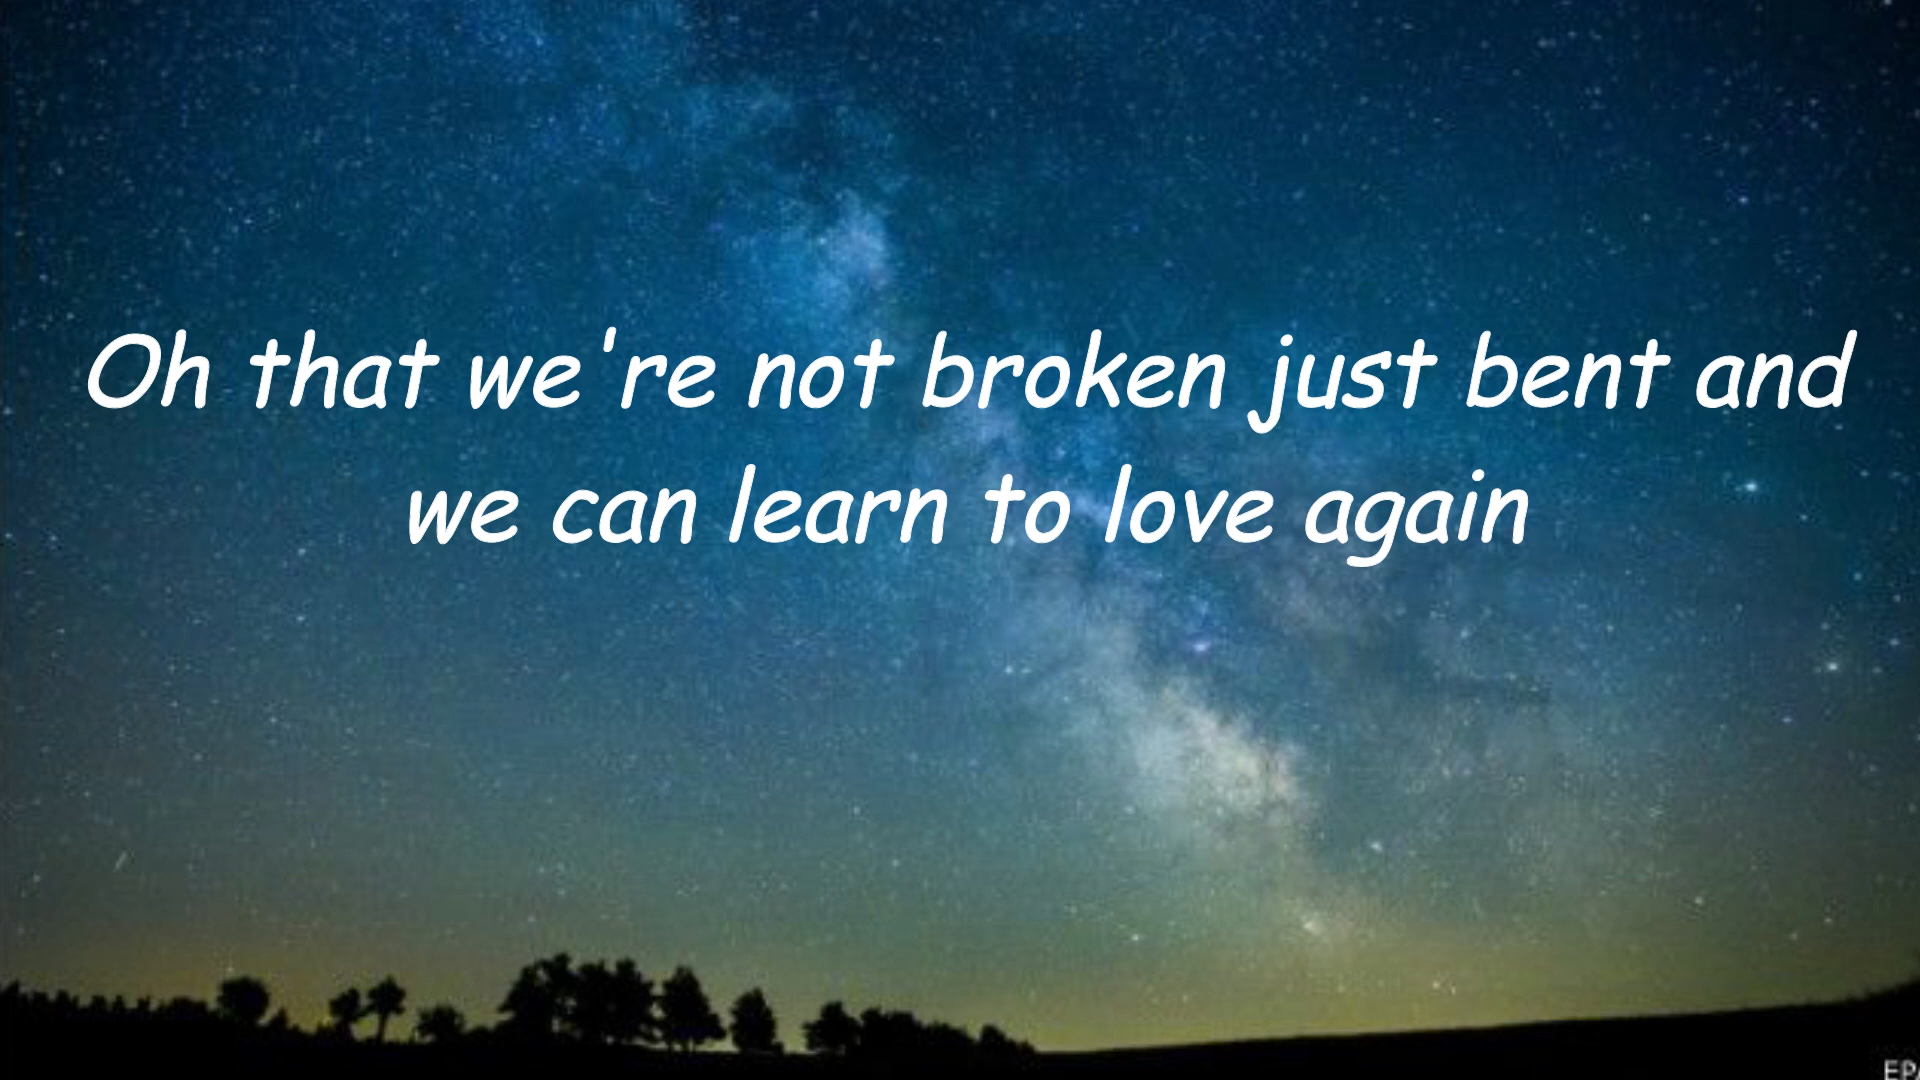 Oh that we're not broken just bent and
we can learn to love again